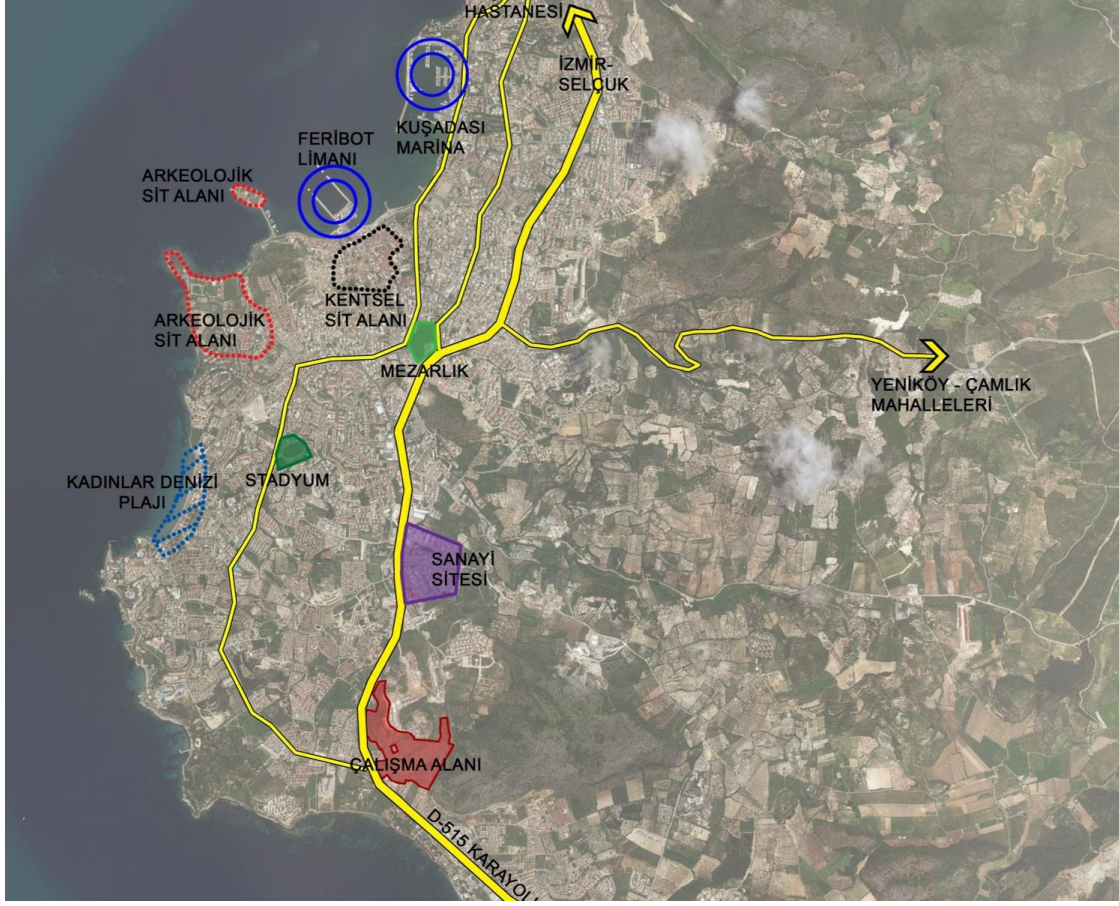 HASTANESİ
İZMİR-
SELÇUK
KUŞADASI
MARİNA
FERİBOT
LİMANI
ARKEOLOJİK
SİT ALANI
KENTSEL
SİT ALANI
ARKEOLOJİK
SİT ALANI
MEZARLIK
YENİKÖY - ÇAMLIK
MAHALLELERİ
KADINLAR DENİZİ
PLAJI
STADYUM
SANAYİ
SİTESİ
ÇALIŞMA ALANI
D-515 KARAYOLU